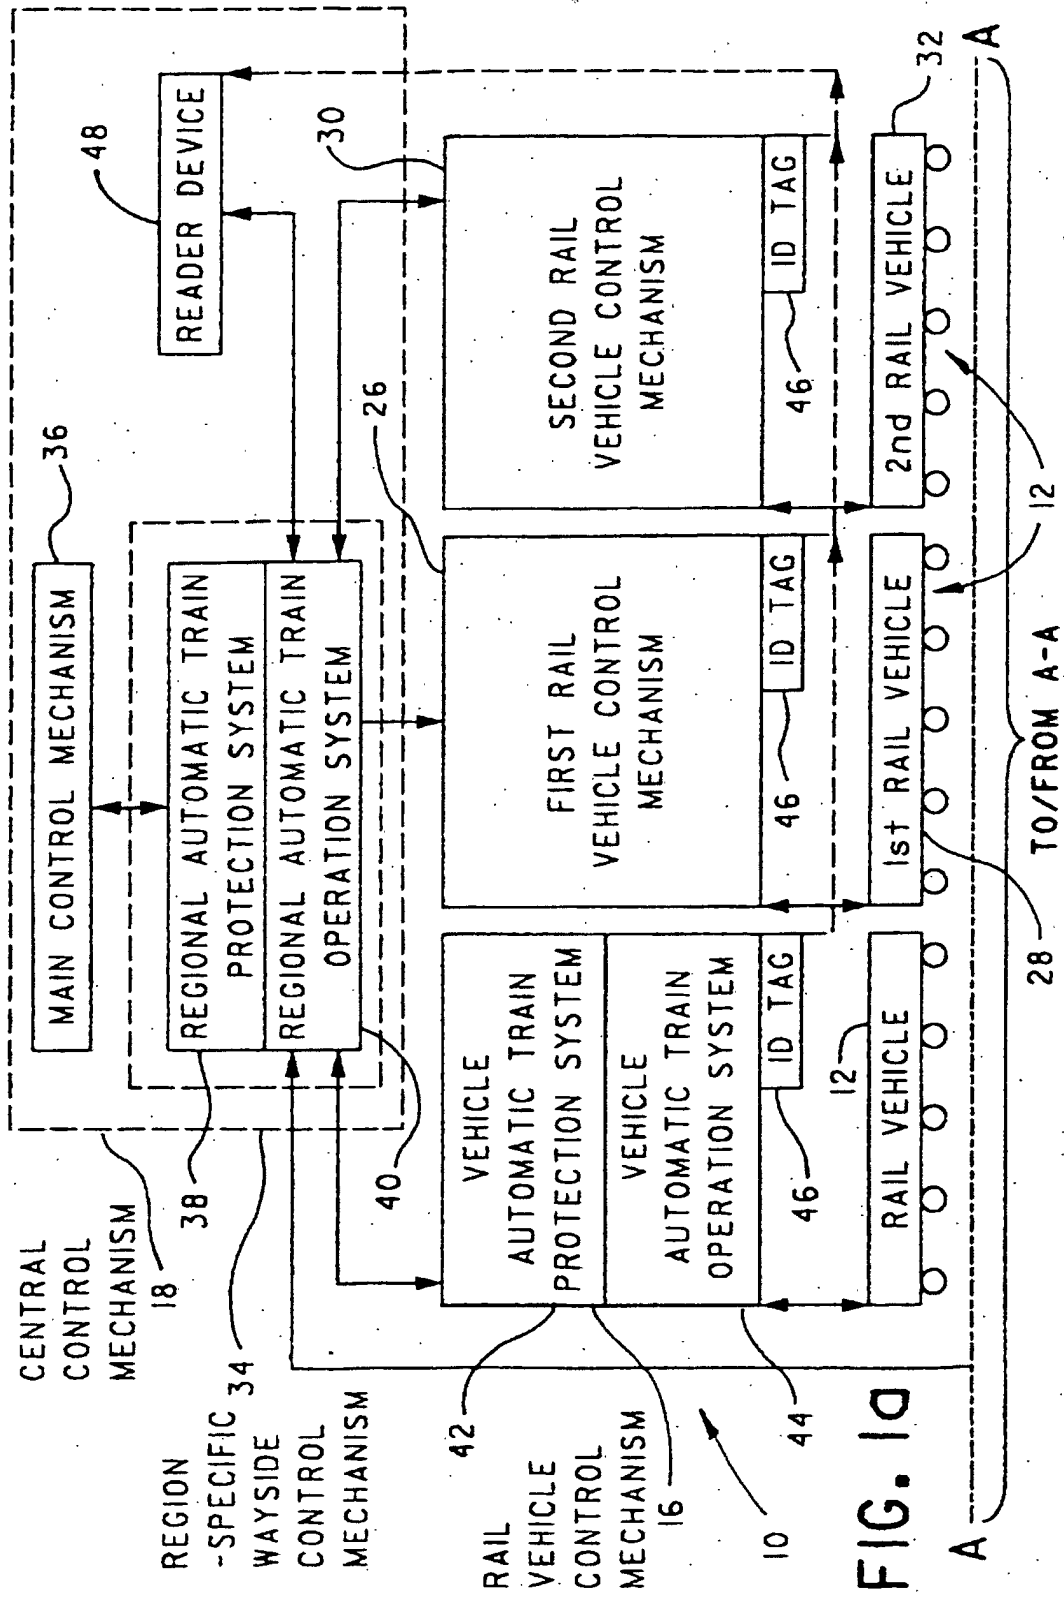 CENTRAL
CONTROL
MECHANISM
18
MAIN CONTROL MECHANISM
36
48
READER DEVICE
REGIONAL AUTOMATIC TRAIN
PROTECTION SYSTEM
REGIONAL AUTOMATIC TRAIN
OPERATION SYSTEM
38
40
34
REGION
-SPECIFIC
WAYSIDE
CONTROL
MECHANISM
RAIL
VEHICLE
CONTROL
MECHANISM
16
42
44
10
VEHICLE
AUTOMATIC TRAIN
PROTECTION SYSTEM
VEHICLE
AUTOMATIC TRAIN
OPERATION SYSTEM
ID TAG
46
26
FIRST RAIL
VEHICLE CONTROL
MECHANISM
ID TAG
46
30
SECOND RAIL
VEHICLE CONTROL
MECHANISM
ID TAG
46
12
RAIL VEHICLE
1st RAIL VEHICLE
28
12
2nd RAIL VEHICLE
32
A
A
TO/FROM A-A
FIG. 1a